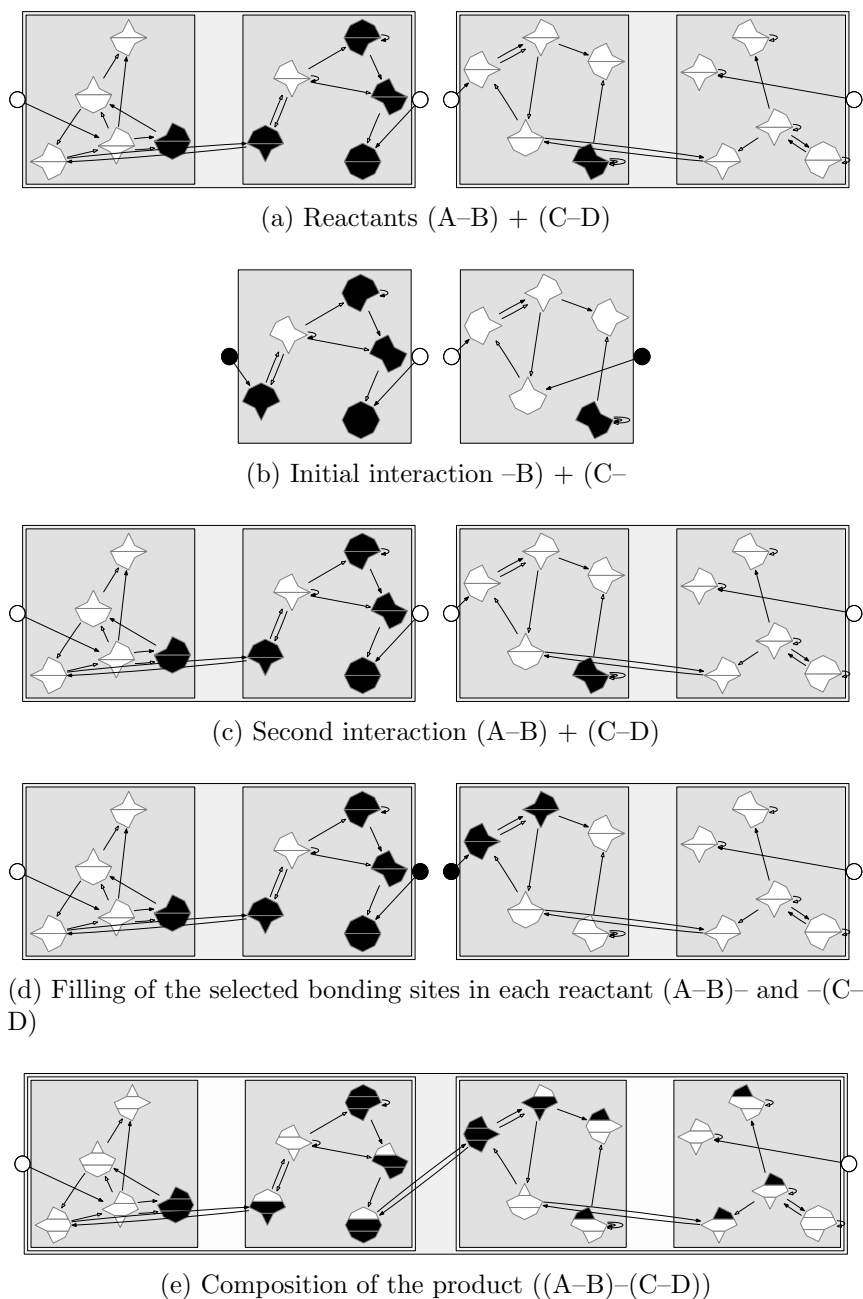 (a) Reactants (A–B) + (C–D)
(b) Initial interaction –B) + (C–
(c) Second interaction (A–B) + (C–D)
(d) Filling of the selected bonding sites in each reactant (A–B)– and –(C–
D)
(e) Composition of the product ((A–B)–(C–D))